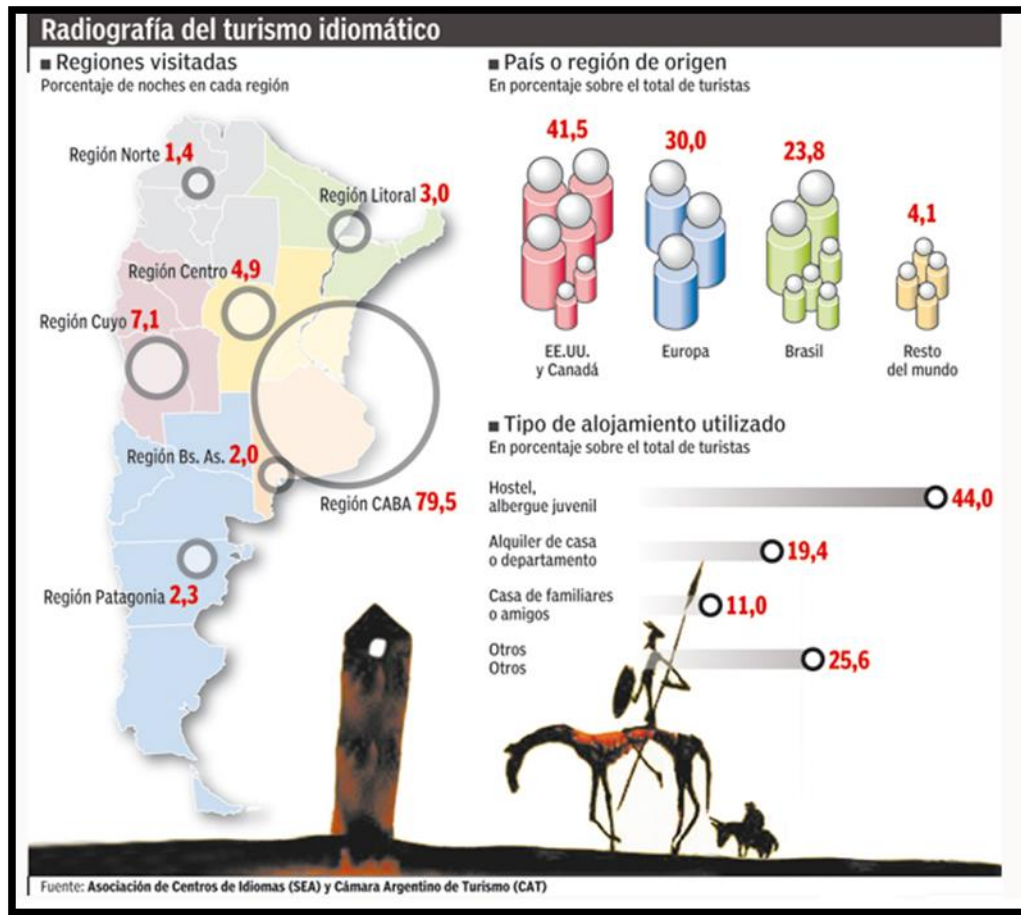 Radiografía del turismo idiomático
■ Regiones visitadas
Porcentaje de noches en cada región
Región Norte 1,4
Región Litoral 3,0
Región Centro 4,9
Región Cuyo 7,1
Región Bs. As. 2,0
Región CABA 79,5
Región Patagonia 2,3
■ País o región de origen
En porcentaje sobre el total de turistas
41,5
30,0
23,8
4,1
EE.UU.
y Canadá
Europa
Brasil
Resto
del mundo
■ Tipo de alojamiento utilizado
En porcentaje sobre el total de turistas
Hostel,
albergue juvenil
44,0
Alquiler de casa
o departamento
19,4
Casa de familiares
o amigos
11,0
Otros
Otros
25,6
Fuente: Asociación de Centros de Idiomas (SEA) y Cámara Argentino de Turismo (CAT)